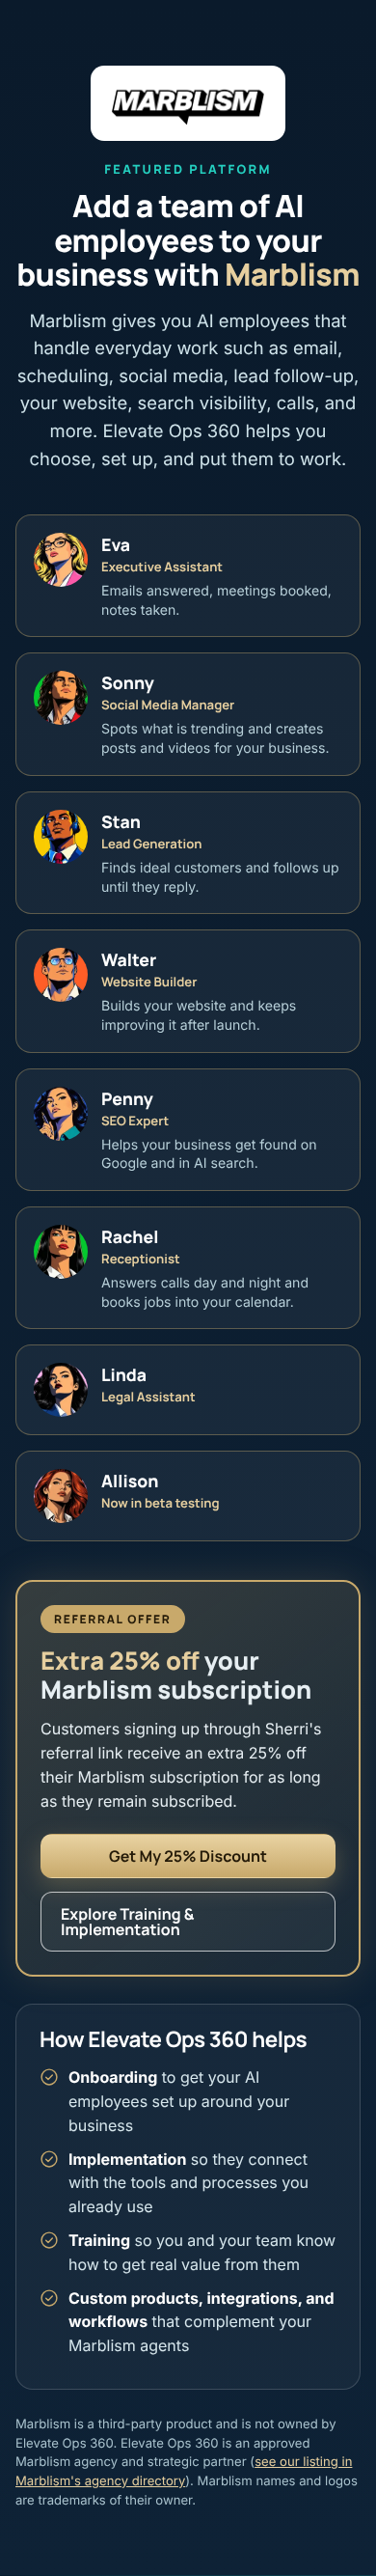 MARBLISM
FEATURED PLATFORM
Add a team of AI
employees to your
business with Marblism
Marblism gives you AI employees that
handle everyday work such as email,
scheduling, social media, lead follow-up,
your website, search visibility, calls, and
more. Elevate Ops 360 helps you
choose, set up, and put them to work.
Eva
Executive Assistant
Emails answered, meetings booked,
notes taken.
Sonny
Social Media Manager
Spots what is trending and creates
posts and videos for your business.
Stan
Lead Generation
Finds ideal customers and follows up
until they reply.
Walter
Website Builder
Builds your website and keeps
improving it after launch.
Penny
SEO Expert
Helps your business get found on
Google and in AI search.
Rachel
Receptionist
Answers calls day and night and
books jobs into your calendar.
Linda
Legal Assistant
Allison
Now in beta testing
REFERRAL OFFER
Extra 25% off your
Marblism subscription
Customers signing up through Sherri's
referral link receive an extra 25% off
their Marblism subscription for as long
as they remain subscribed.
Get My 25% Discount
Explore Training &
Implementation
How Elevate Ops 360 helps
Onboarding to get your AI
employees set up around your
business
Implementation so they connect
with the tools and processes you
already use
Training so you and your team know
how to get real value from them
Custom products, integrations, and
workflows that complement your
Marblism agents
Marblism is a third-party product and is not owned by
Elevate Ops 360. Elevate Ops 360 is an approved
Marblism agency and strategic partner (see our listing in
Marblism's agency directory). Marblism names and logos
are trademarks of their owner.